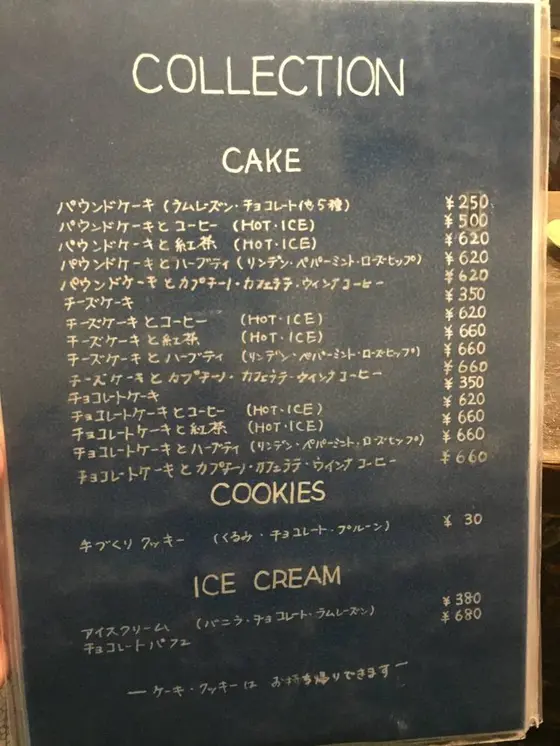 COLLECTION
CAKE
パウンドケーキ (ラムレーズン・チョコレート他5種) ¥250
パウンドケーキとコーヒー (HOT・ICE) ¥500
パウンドケーキと紅茶 (HOT・ICE) ¥620
パウンドケーキとハーブティ (リンデン・ペパーミント・ローズヒップ) ¥620
パウンドケーキとカプチーノ・カフェラテ・ウィンナコーヒー ¥620
チーズケーキ ¥350
チーズケーキとコーヒー (HOT・ICE) ¥620
チーズケーキと紅茶 (HOT・ICE) ¥660
チーズケーキとハーブティ (リンデン・ペパーミント・ローズヒップ) ¥660
チーズケーキとカプチーノ・カフェラテ・ウィンナコーヒー ¥660
チョコレートケーキ ¥350
チョコレートケーキとコーヒー (HOT・ICE) ¥620
チョコレートケーキと紅茶 (HOT・ICE) ¥660
チョコレートケーキとハーブティ (リンデン・ペパーミント・ローズヒップ) ¥660
チョコレートケーキとカプチーノ・カフェラテ・ウィンナコーヒー ¥660
COOKIES
手づくりクッキー (くるみ・チョコレート・プルーン) ¥30
ICE CREAM
アイスクリーム (バニラ・チョコレート・ラムレーズン) ¥380
チョコレートパフェ ¥680
ーケーキ・クッキーは お持ち帰りできますー